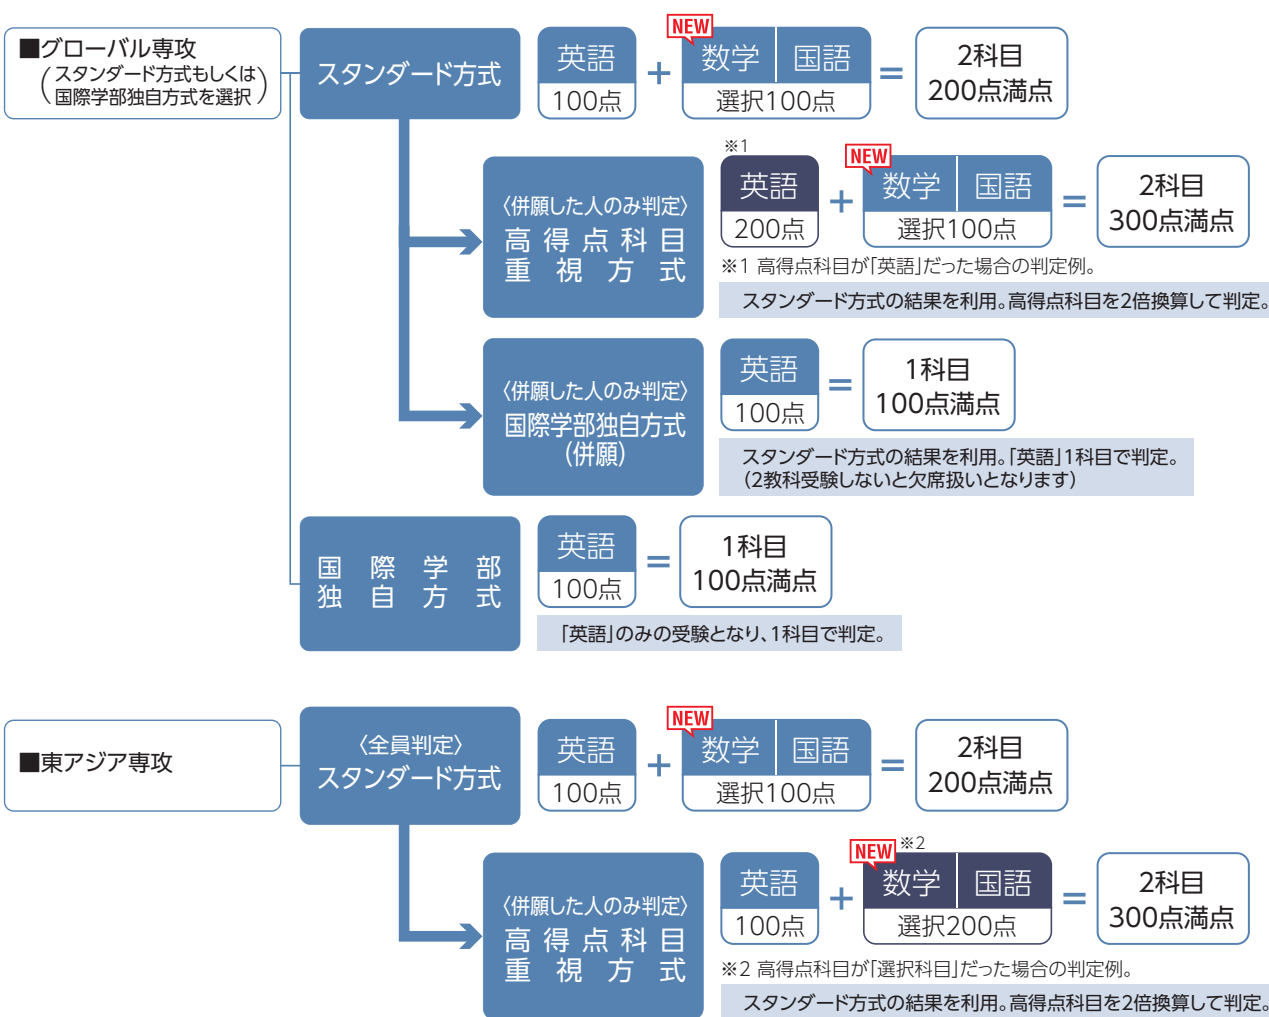 ■グローバル専攻
(スタンダード方式もしくは
国際学部独自方式を選択)
スタンダード方式
英語
100点
+
NEW
数学 国語
選択100点
=
2科目
200点満点
〈併願した人のみ判定〉
高得点科目
重視方式
※1
英語
200点
+
NEW
数学 国語
選択100点
=
2科目
300点満点
※1 高得点科目が「英語」だった場合の判定例。
スタンダード方式の結果を利用。高得点科目を2倍換算して判定。
〈併願した人のみ判定〉
国際学部独自方式
(併願)
英語
100点
=
1科目
100点満点
スタンダード方式の結果を利用。「英語」1科目で判定。
(2教科受験しないと欠席扱いとなります)
国際学部
独自方式
英語
100点
=
1科目
100点満点
「英語」のみの受験となり、1科目で判定。
■東アジア専攻
〈全員判定〉
スタンダード方式
英語
100点
+
NEW
数学 国語
選択100点
=
2科目
200点満点
〈併願した人のみ判定〉
高得点科目
重視方式
英語
100点
+
NEW
※2
数学 国語
選択200点
=
2科目
300点満点
※2 高得点科目が「選択科目」だった場合の判定例。
スタンダード方式の結果を利用。高得点科目を2倍換算して判定。